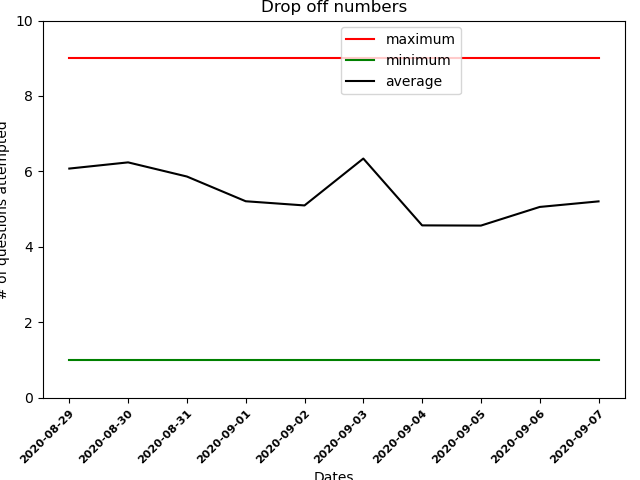 Drop off numbers
maximum
minimum
average
# of questions attempted
10
8
6
4
2
0
2020-08-29
2020-08-30
2020-08-31
2020-09-01
2020-09-02
2020-09-03
2020-09-04
2020-09-05
2020-09-06
2020-09-07
Dates